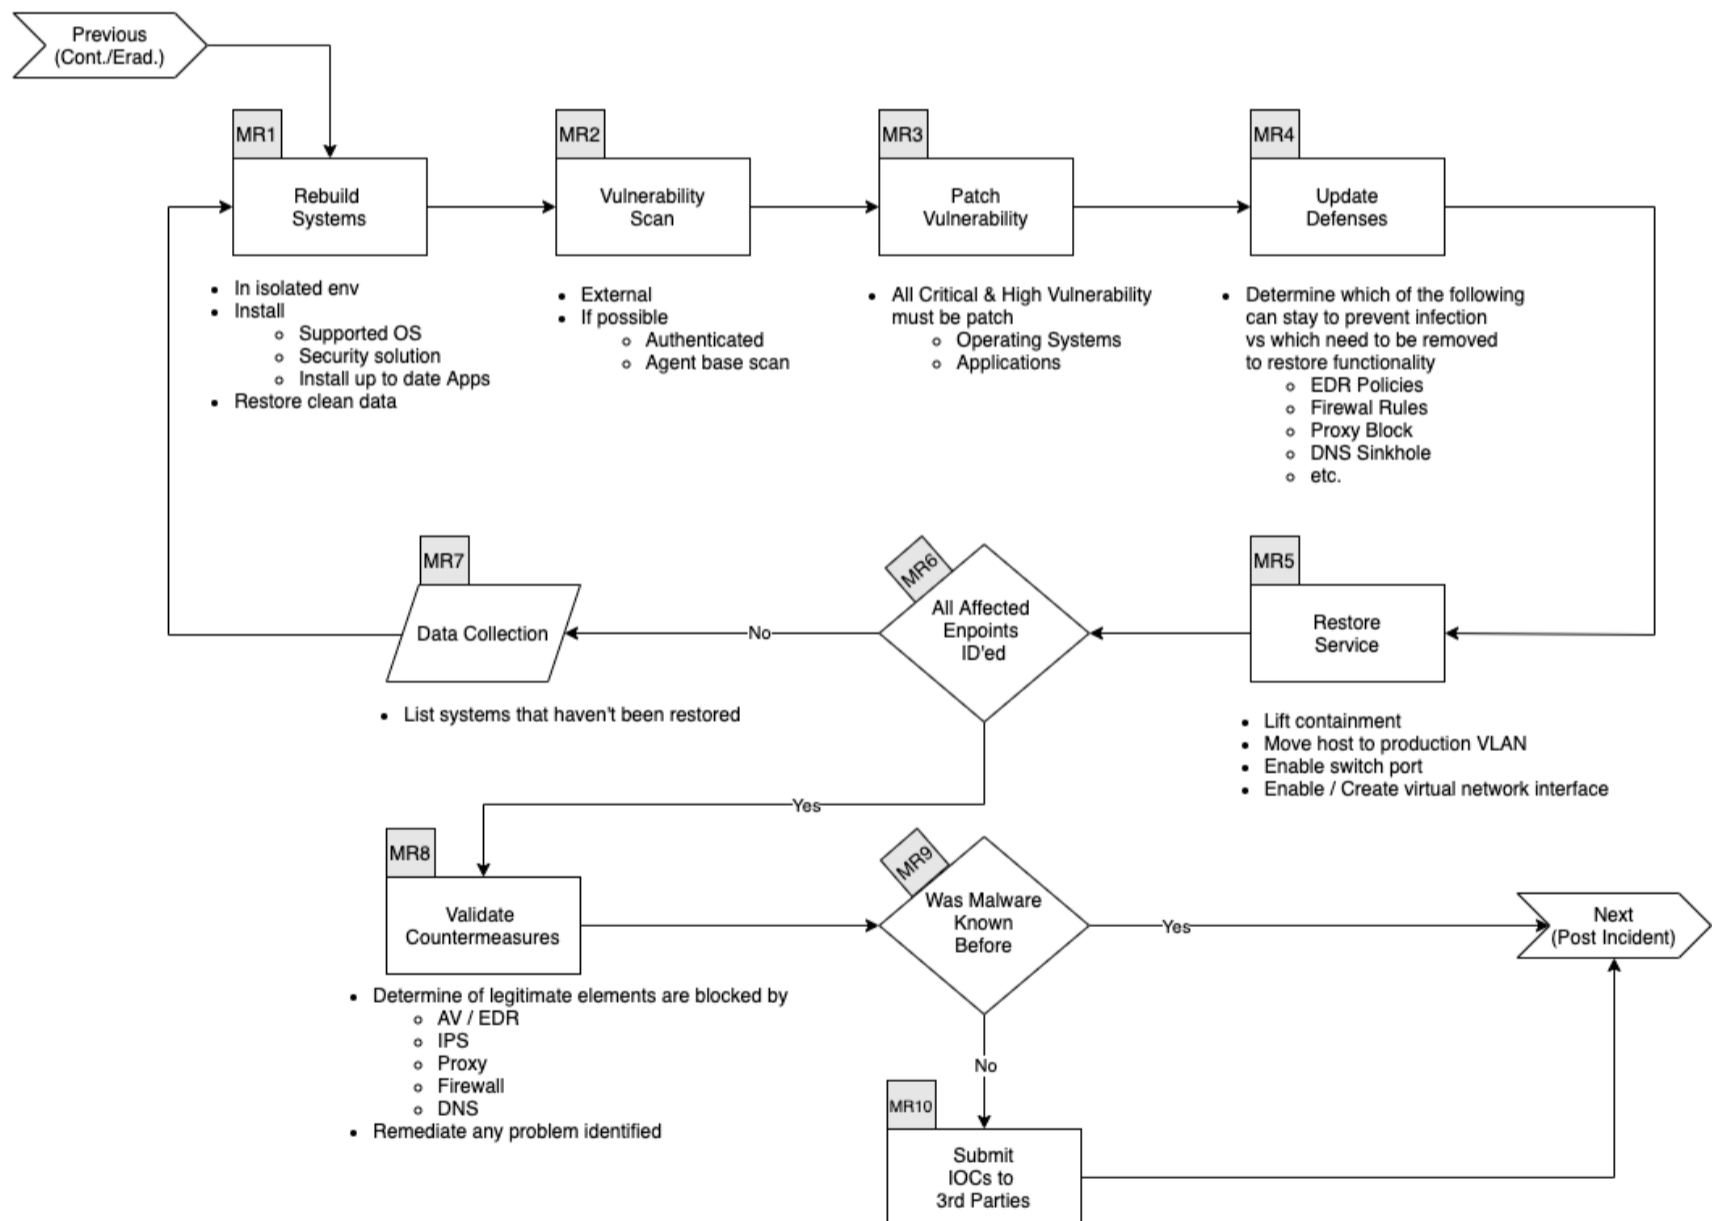 Previous
(Cont./Erad.)
MR1
Rebuild
Systems
• In isolated env
• Install
◦ Supported OS
◦ Security solution
◦ Install up to date Apps
• Restore clean data
MR2
Vulnerability
Scan
• External
• If possible
◦ Authenticated
◦ Agent base scan
MR3
Patch
Vulnerability
• All Critical & High Vulnerability
must be patch
◦ Operating Systems
◦ Applications
MR4
Update
Defenses
• Determine which of the following
can stay to prevent infection
vs which need to be removed
to restore functionality
◦ EDR Policies
◦ Firewal Rules
◦ Proxy Block
◦ DNS Sinkhole
◦ etc.
MR5
Restore
Service
• Lift containment
• Move host to production VLAN
• Enable switch port
• Enable / Create virtual network interface
MR6
All Affected
Enpoints
ID'ed
No
MR7
Data Collection
• List systems that haven't been restored
Yes
MR8
Validate
Countermeasures
• Determine of legitimate elements are blocked by
◦ AV / EDR
◦ IPS
◦ Proxy
◦ Firewall
◦ DNS
• Remediate any problem identified
MR9
Was Malware
Known
Before
Yes
Next
(Post Incident)
No
MR10
Submit
IOCs to
3rd Parties